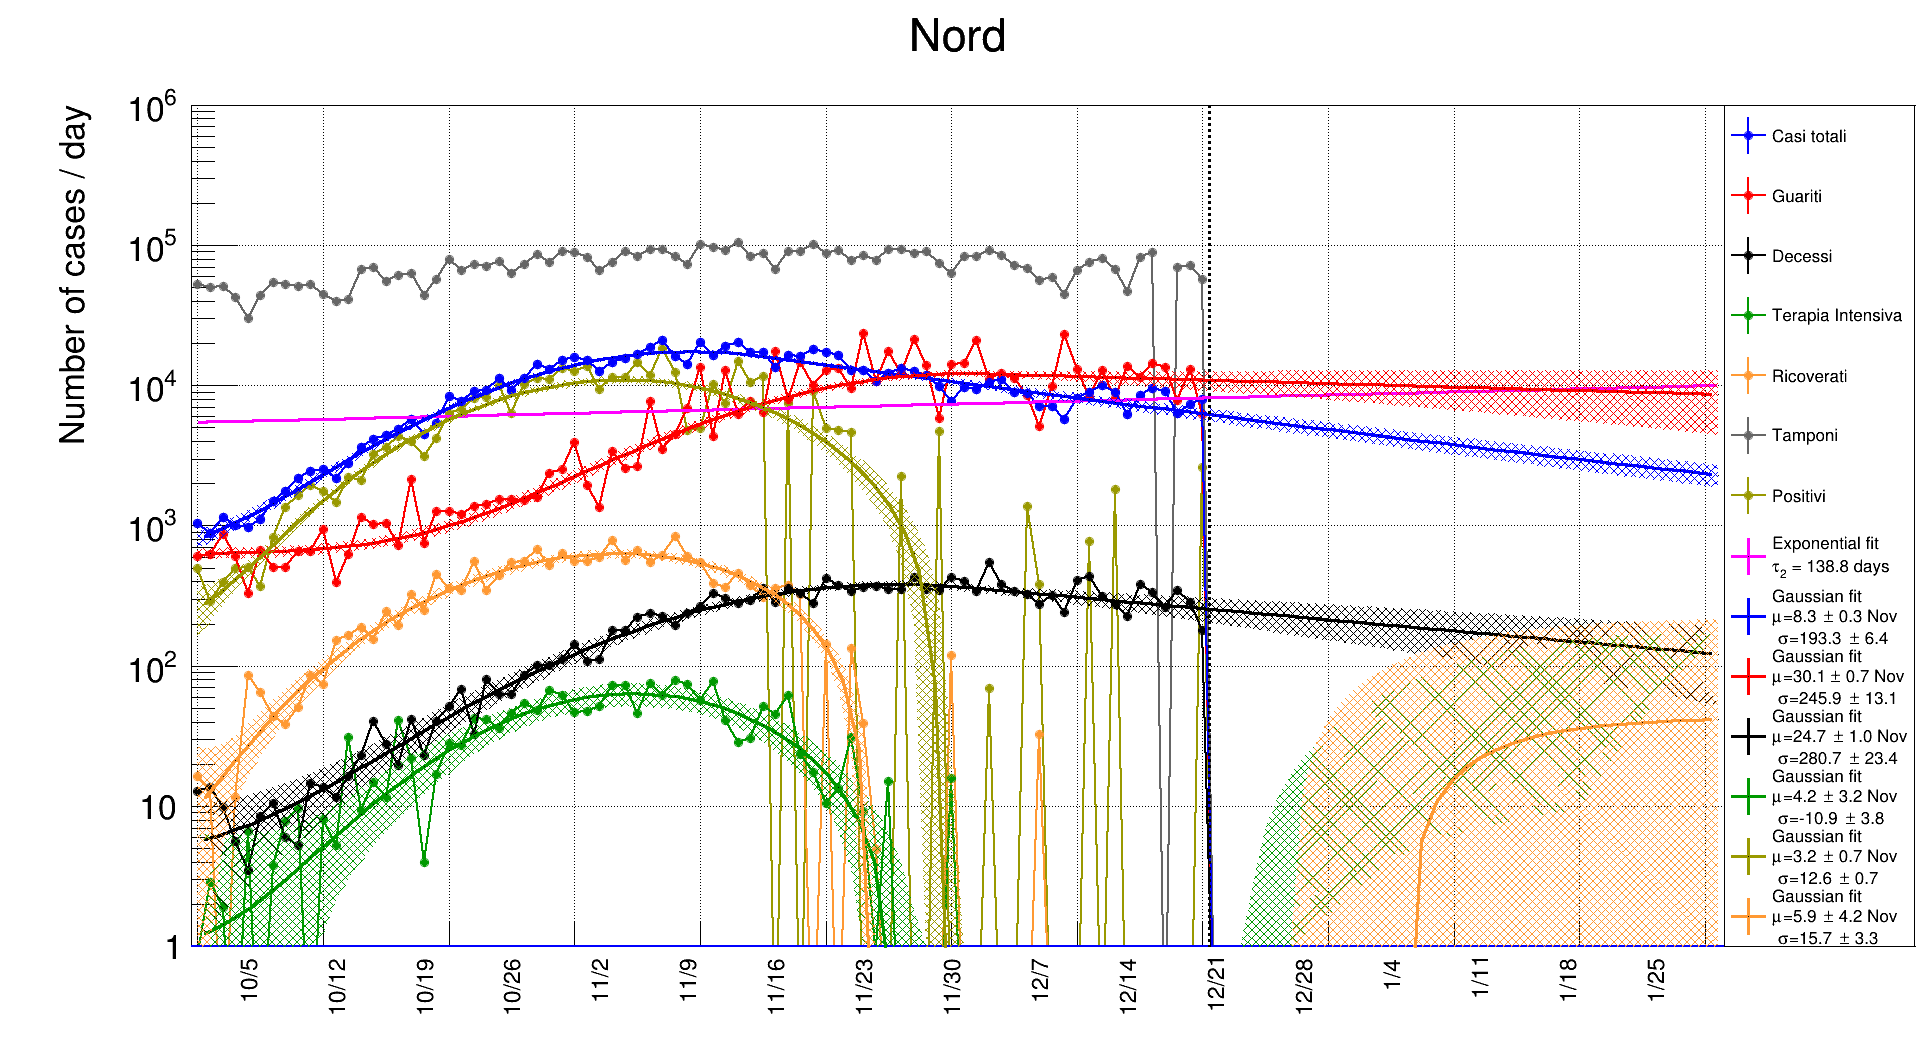 Nord
Number of cases / day
10^6
10^5
10^4
10^3
10^2
10
1
10/5
10/12
10/19
10/26
11/2
11/9
11/16
11/23
11/30
12/7
12/14
12/21
12/28
1/4
1/11
1/18
1/25
Casi totali
Guariti
Decessi
Terapia Intensiva
Ricoverati
Tamponi
Positivi
Exponential fit
τ_2 = 138.8 days
Gaussian fit
μ=8.3 ± 0.3 Nov
σ=193.3 ± 6.4
Gaussian fit
μ=30.1 ± 0.7 Nov
σ=245.9 ± 13.1
Gaussian fit
μ=24.7 ± 1.0 Nov
σ=280.7 ± 23.4
Gaussian fit
μ=4.2 ± 3.2 Nov
σ=-10.9 ± 3.8
Gaussian fit
μ=3.2 ± 0.7 Nov
σ=12.6 ± 0.7
Gaussian fit
μ=5.9 ± 4.2 Nov
σ=15.7 ± 3.3